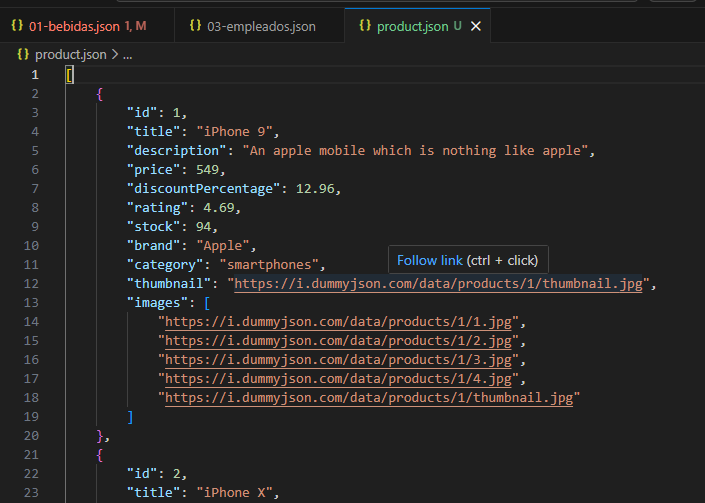 {} 01-bebidas.json 1, M {} 03-empleados.json {} product.json U ×
{} product.json > ...
1 [
2 {
3 "id": 1,
4 "title": "iPhone 9",
5 "description": "An apple mobile which is nothing like apple",
6 "price": 549,
7 "discountPercentage": 12.96,
8 "rating": 4.69,
9 "stock": 94,
10 "brand": "Apple",
Follow link (ctrl + click)
11 "category": "smartphones",
12 "thumbnail": "https://i.dummyjson.com/data/products/1/thumbnail.jpg",
13 "images": [
14 "https://i.dummyjson.com/data/products/1/1.jpg",
15 "https://i.dummyjson.com/data/products/1/2.jpg",
16 "https://i.dummyjson.com/data/products/1/3.jpg",
17 "https://i.dummyjson.com/data/products/1/4.jpg",
18 "https://i.dummyjson.com/data/products/1/thumbnail.jpg"
19 ]
20 },
21 {
22 "id": 2,
23 "title": "iPhone X",